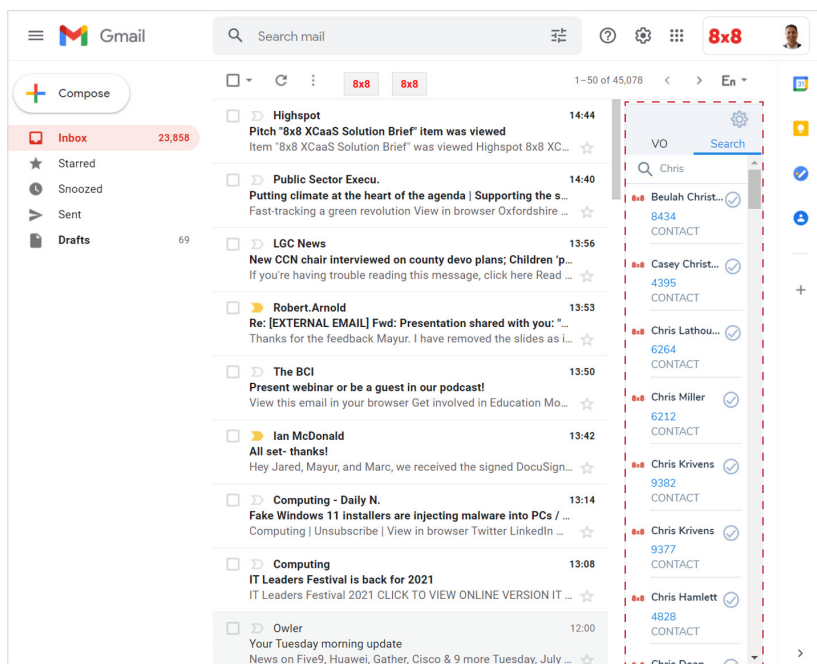 Gmail
Search mail
8x8
Compose
Inbox 23,858
Starred
Snoozed
Sent
Drafts 69
8x8 8x8
1–50 of 45,078
En
Highspot 14:44
Pitch "8x8 XCaaS Solution Brief" item was viewed
Item "8x8 XCaaS Solution Brief" was viewed Highspot 8x8 XC...
Public Sector Execu. 14:40
Putting climate at the heart of the agenda | Supporting the s...
Fast-tracking a green revolution View in browser Oxfordshire ...
LGC News 13:56
New CCN chair interviewed on county devo plans; Children 'p...
If you're having trouble reading this message, click here Read ...
Robert.Arnold 13:53
Re: [EXTERNAL EMAIL] Fwd: Presentation shared with you: "...
Thanks for the feedback Mayur. I have removed the slides as i...
The BCI 13:50
Present webinar or be a guest in our podcast!
View this email in your browser Get involved in Education Mo...
Ian McDonald 13:42
All set- thanks!
Hey Jared, Mayur, and Marc, we received the signed DocuSign...
Computing - Daily N. 13:14
Fake Windows 11 installers are injecting malware into PCs / ...
Computing | Unsubscribe | View in browser Twitter LinkedIn ...
Computing 13:08
IT Leaders Festival is back for 2021
IT Leaders Festival 2021 CLICK TO VIEW ONLINE VERSION IT ...
Owler 12:00
Your Tuesday morning update
News on Five9, Huawei, Gather, Cisco & 9 more Tuesday, July ...
VO Search
Chris
8x8 Beulah Christ...
8434
CONTACT
8x8 Casey Christ...
4395
CONTACT
8x8 Chris Lathou...
6264
CONTACT
8x8 Chris Miller
6212
CONTACT
8x8 Chris Krivens
9382
CONTACT
8x8 Chris Krivens
9377
CONTACT
8x8 Chris Hamlett
4828
CONTACT
31